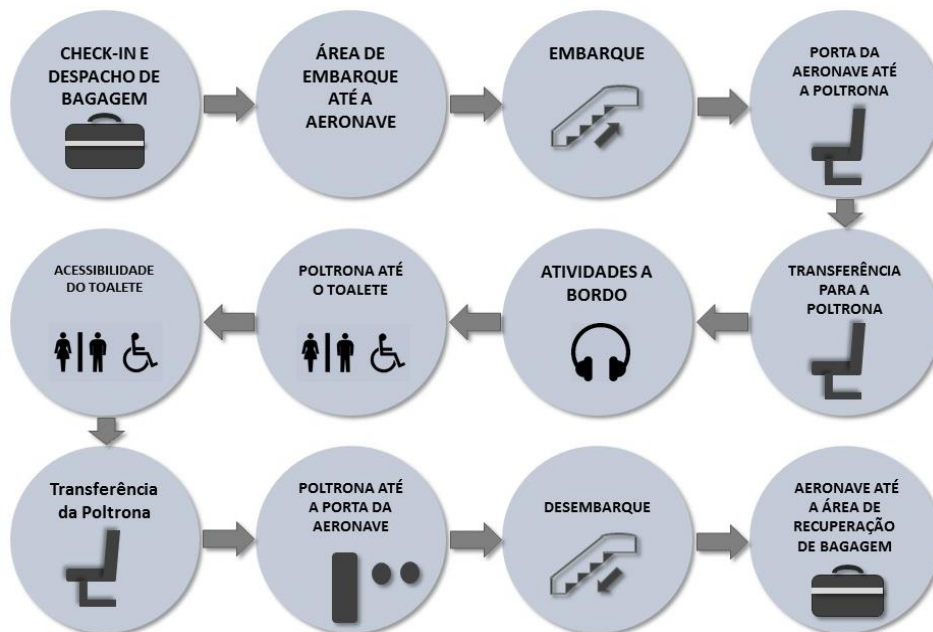 CHECK-IN E
DESPACHO DE
BAGAGEM
ÁREA DE
EMBARQUE
ATÉ A
AERONAVE
EMBARQUE
PORTA DA
AERONAVE ATÉ
A POLTRONA
TRANSFERÊNCIA
PARA A
POLTRONA
ATIVIDADES A
BORDO
POLTRONA ATÉ
O TOALETE
ACESSIBILIDADE
DO TOALETE
Transferência
da Poltrona
POLTRONA ATÉ
A PORTA DA
AERONAVE
DESEMBARQUE
AERONAVE ATÉ
A ÁREA DE
RECUPERAÇÃO
DE BAGAGEM